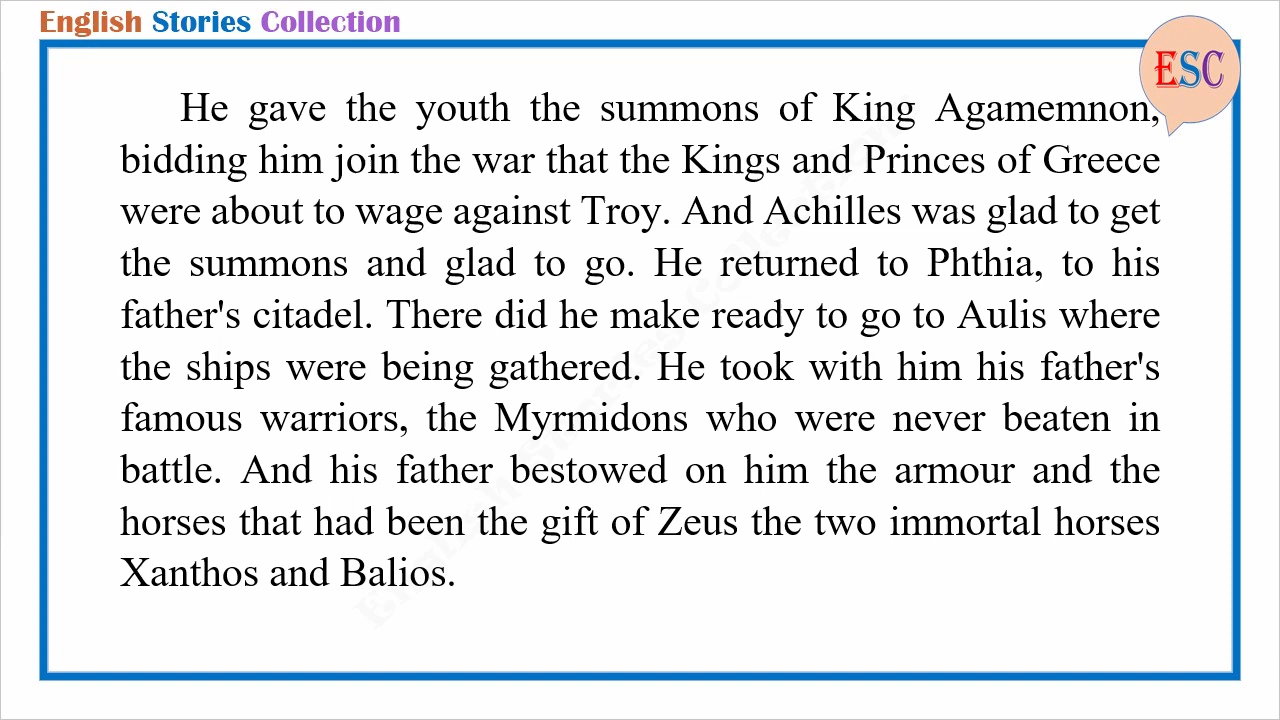 English Stories Collection
ESC
He gave the youth the summons of King Agamemnon,
bidding him join the war that the Kings and Princes of Greece
were about to wage against Troy. And Achilles was glad to get
the summons and glad to go. He returned to Phthia, to his
father's citadel. There did he make ready to go to Aulis where
the ships were being gathered. He took with him his father's
famous warriors, the Myrmidons who were never beaten in
battle. And his father bestowed on him the armour and the
horses that had been the gift of Zeus the two immortal horses
Xanthos and Balios.
English Stories Collection